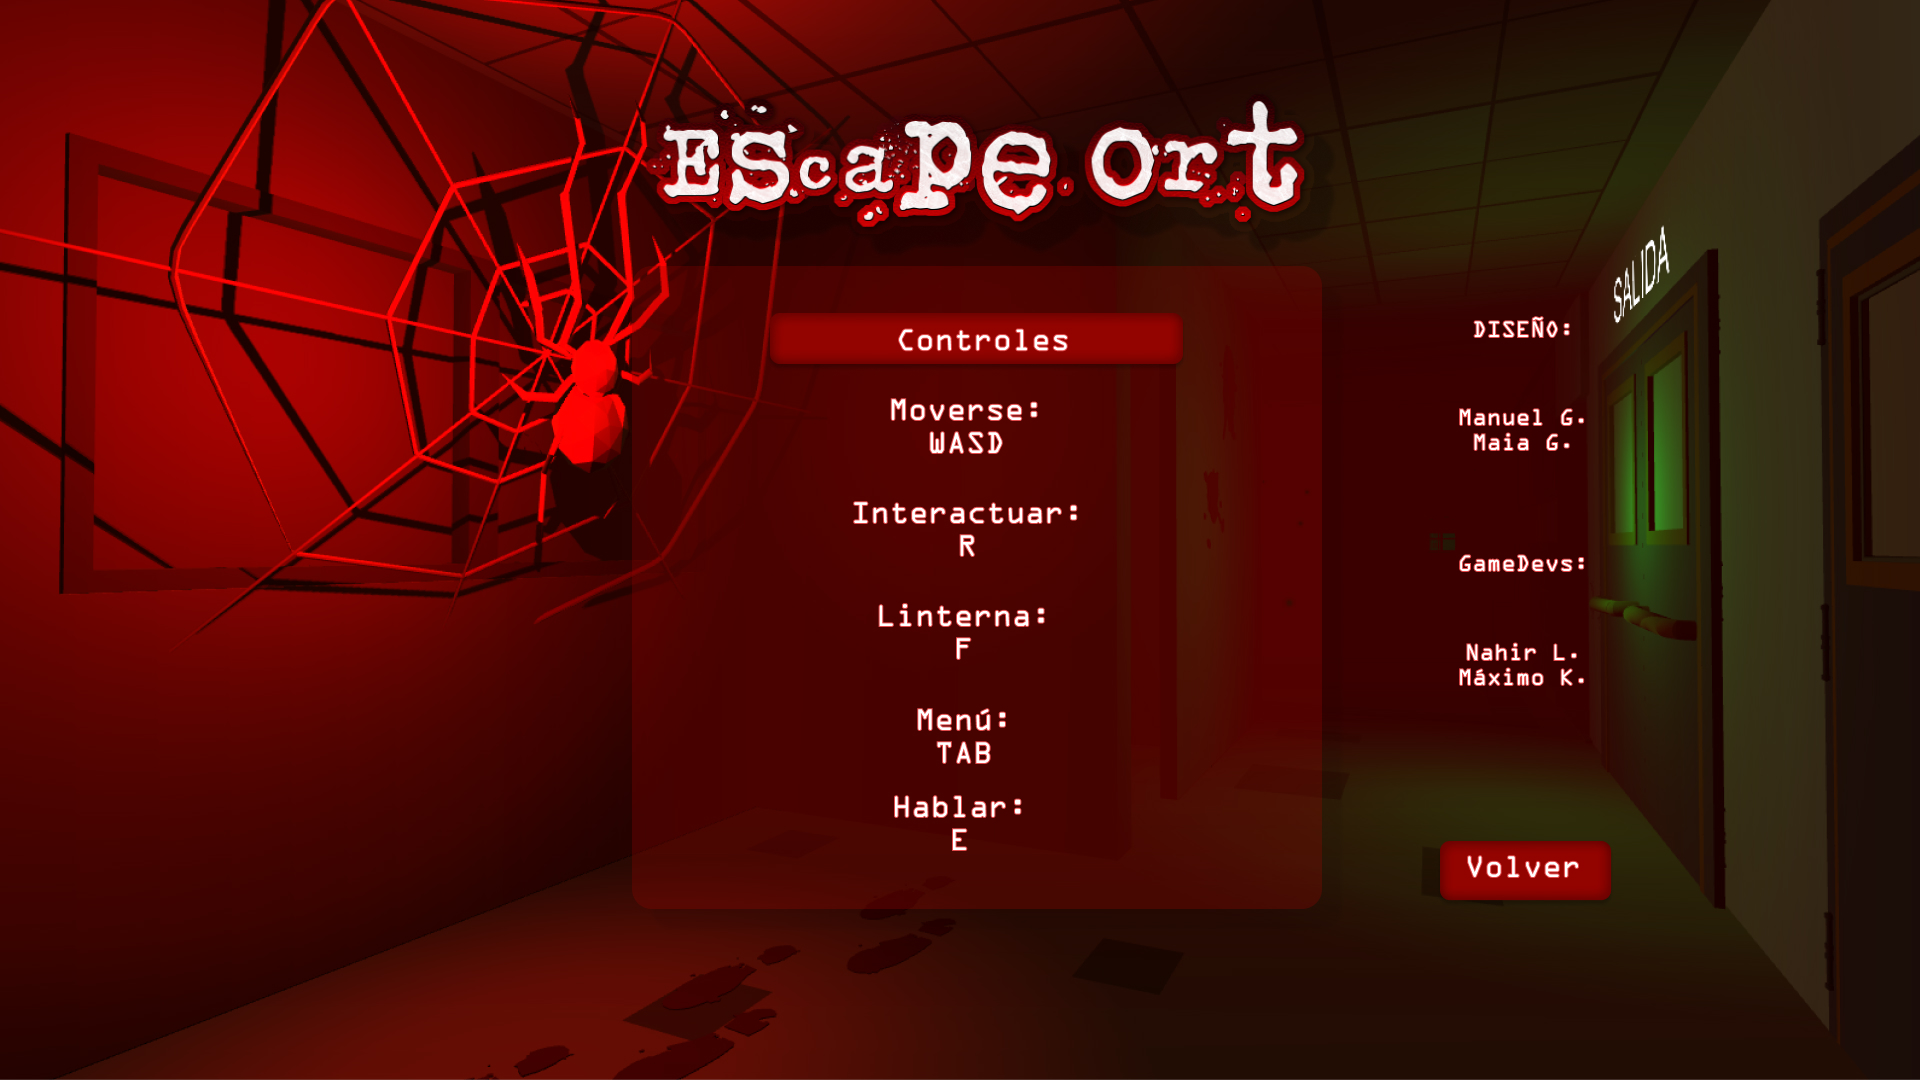 Escape Ort
Controles
Moverse:
WASD
Interactuar:
R
Linterna:
F
Menú:
TAB
Hablar:
E
SALIDA
DISEÑO:
Manuel G.
Maia G.
GameDevs:
Nahir L.
Máximo K.
Volver